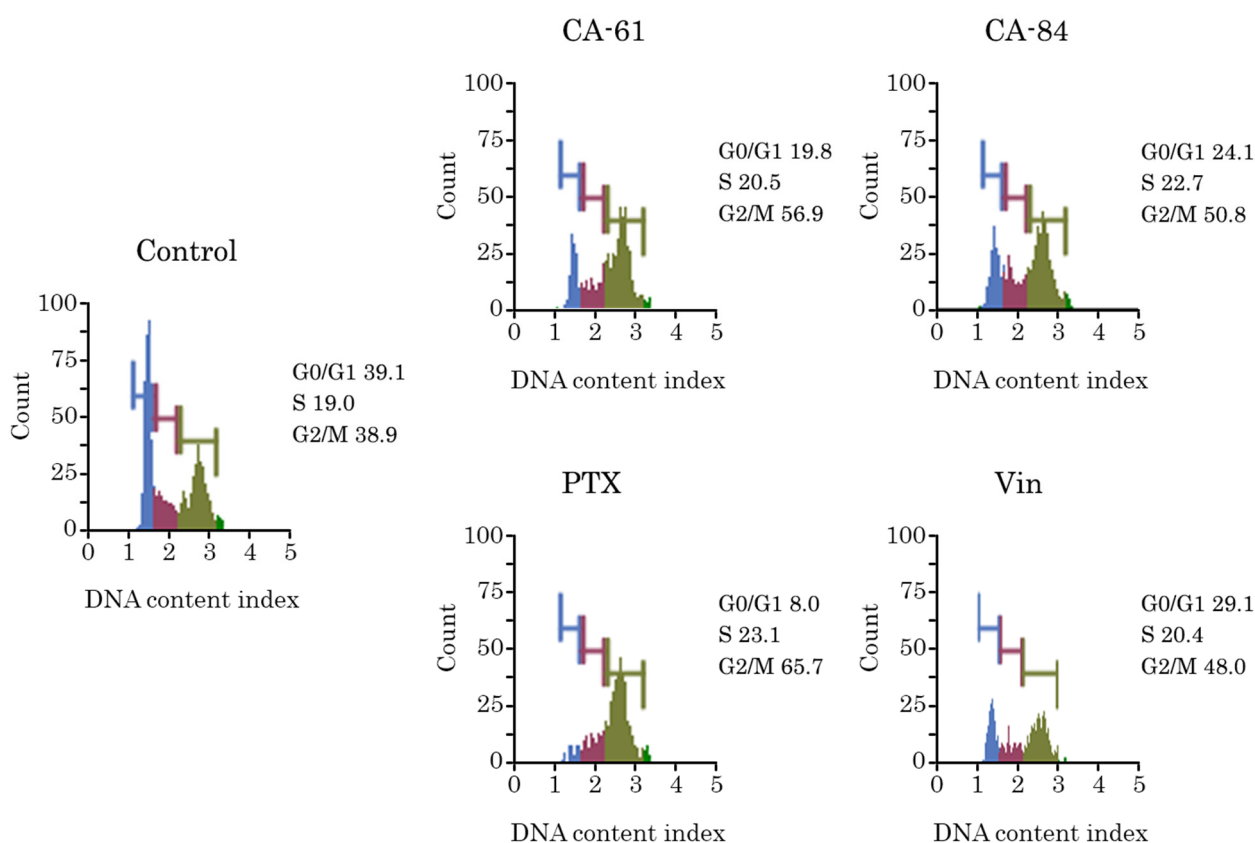 Control
100
75
50
25
0
Count
0 1 2 3 4 5
DNA content index
G0/G1 39.1
S 19.0
G2/M 38.9
CA-61
100
75
50
25
0
Count
0 1 2 3 4 5
DNA content index
G0/G1 19.8
S 20.5
G2/M 56.9
CA-84
100
75
50
25
0
Count
0 1 2 3 4 5
DNA content index
G0/G1 24.1
S 22.7
G2/M 50.8
PTX
100
75
50
25
0
Count
0 1 2 3 4 5
DNA content index
G0/G1 8.0
S 23.1
G2/M 65.7
Vin
100
75
50
25
0
Count
0 1 2 3 4 5
DNA content index
G0/G1 29.1
S 20.4
G2/M 48.0